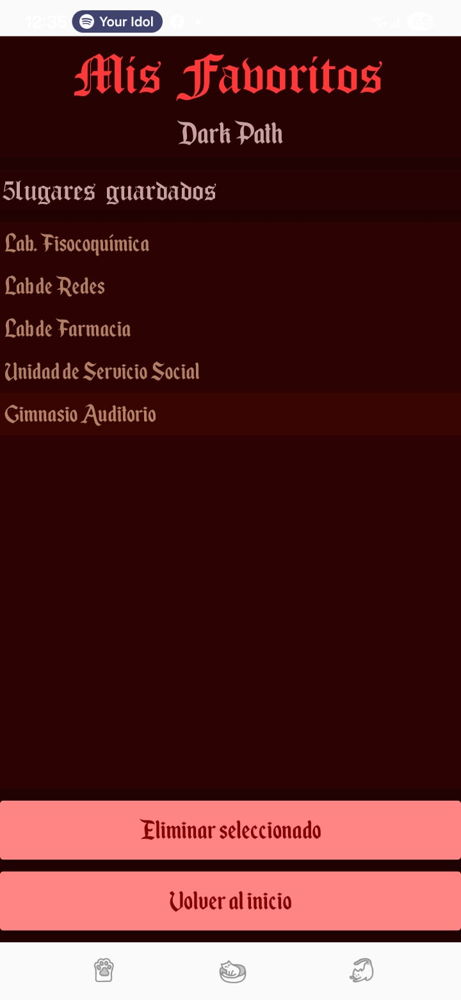 12:35 Your Idol
65
Mis Favoritos
Dark Path
5lugares guardados
Lab. Fisocoquímica
Lab de Redes
Lab de Farmacia
Unidad de Servicio Social
Gimnasio Auditorio
Eliminar seleccionado
Volver al inicio